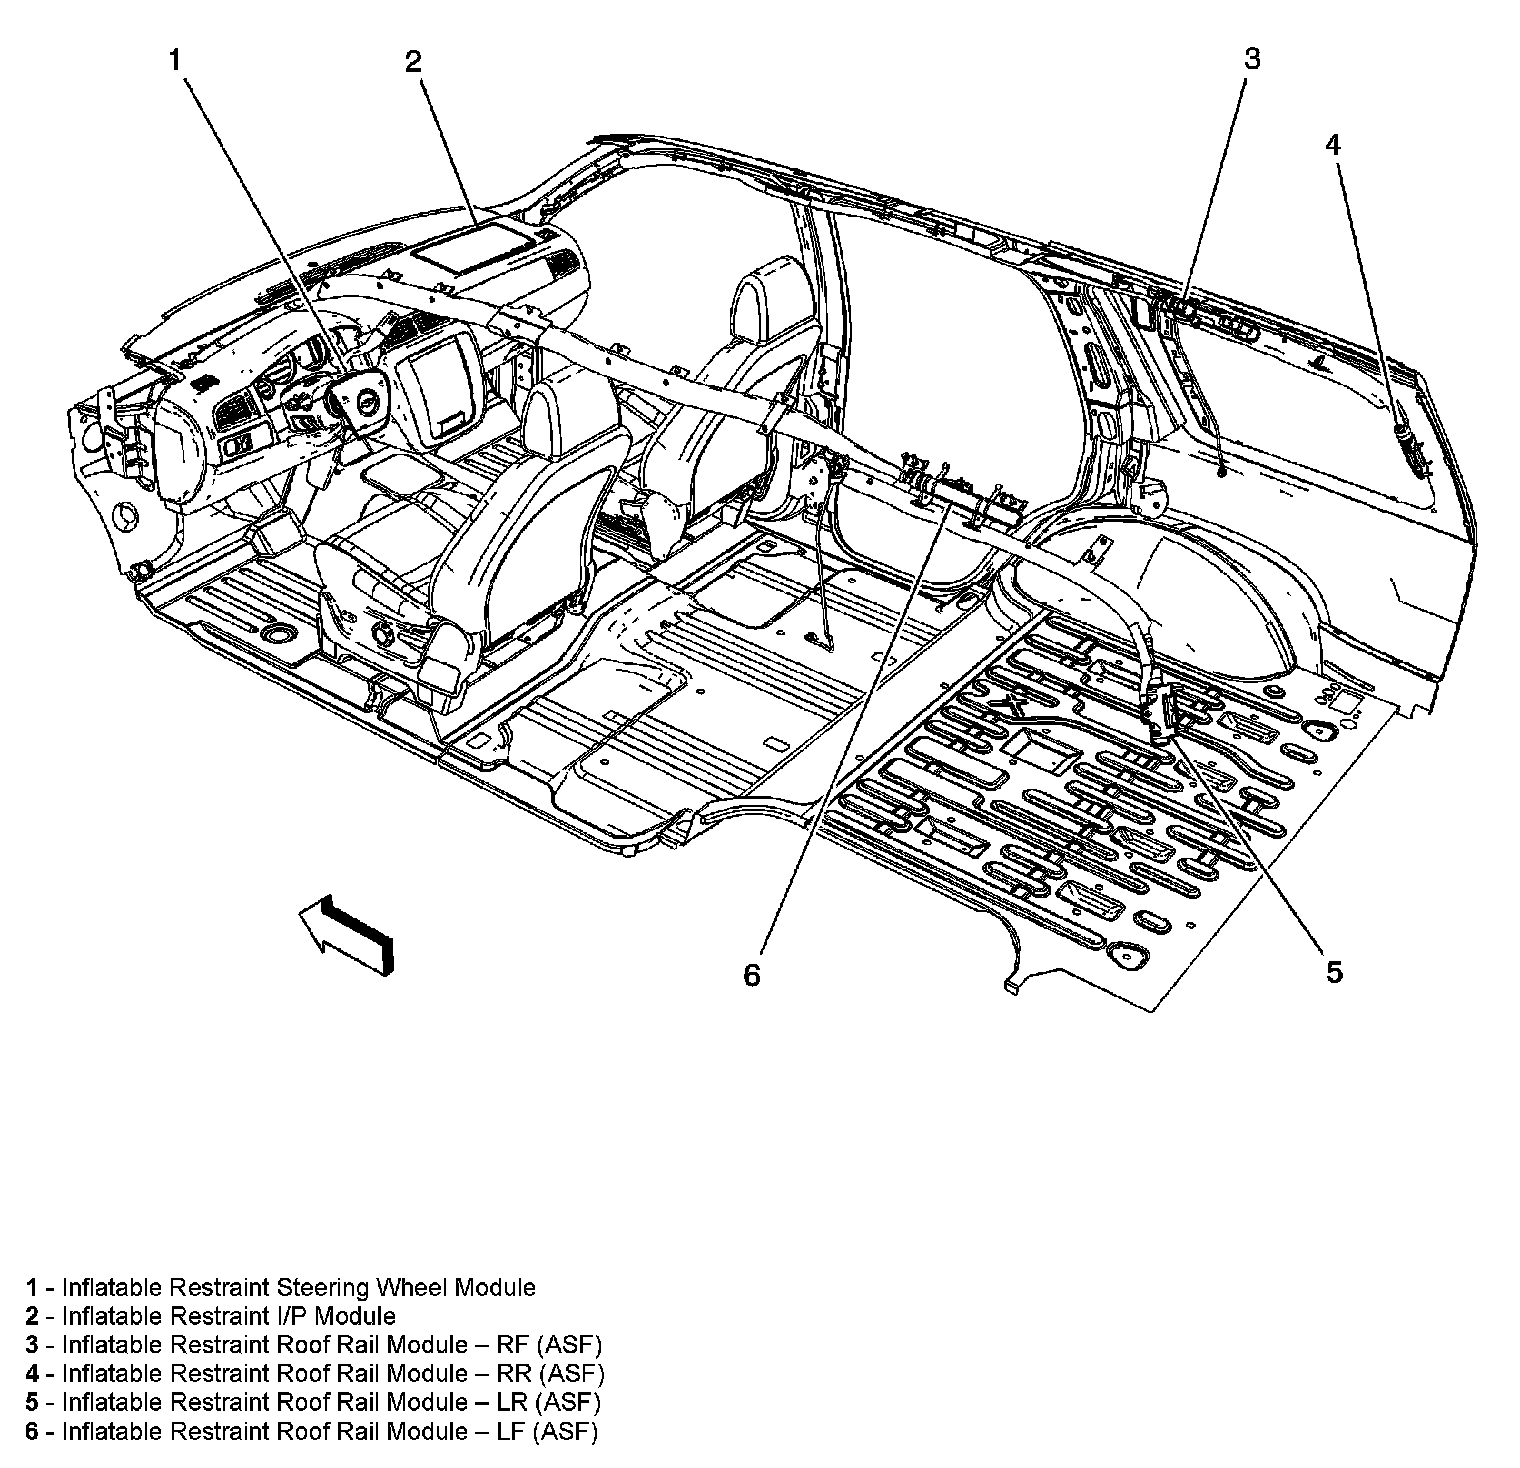 1
2
3
4
6
5
1 - Inflatable Restraint Steering Wheel Module
2 - Inflatable Restraint I/P Module
3 - Inflatable Restraint Roof Rail Module – RF (ASF)
4 - Inflatable Restraint Roof Rail Module – RR (ASF)
5 - Inflatable Restraint Roof Rail Module – LR (ASF)
6 - Inflatable Restraint Roof Rail Module – LF (ASF)